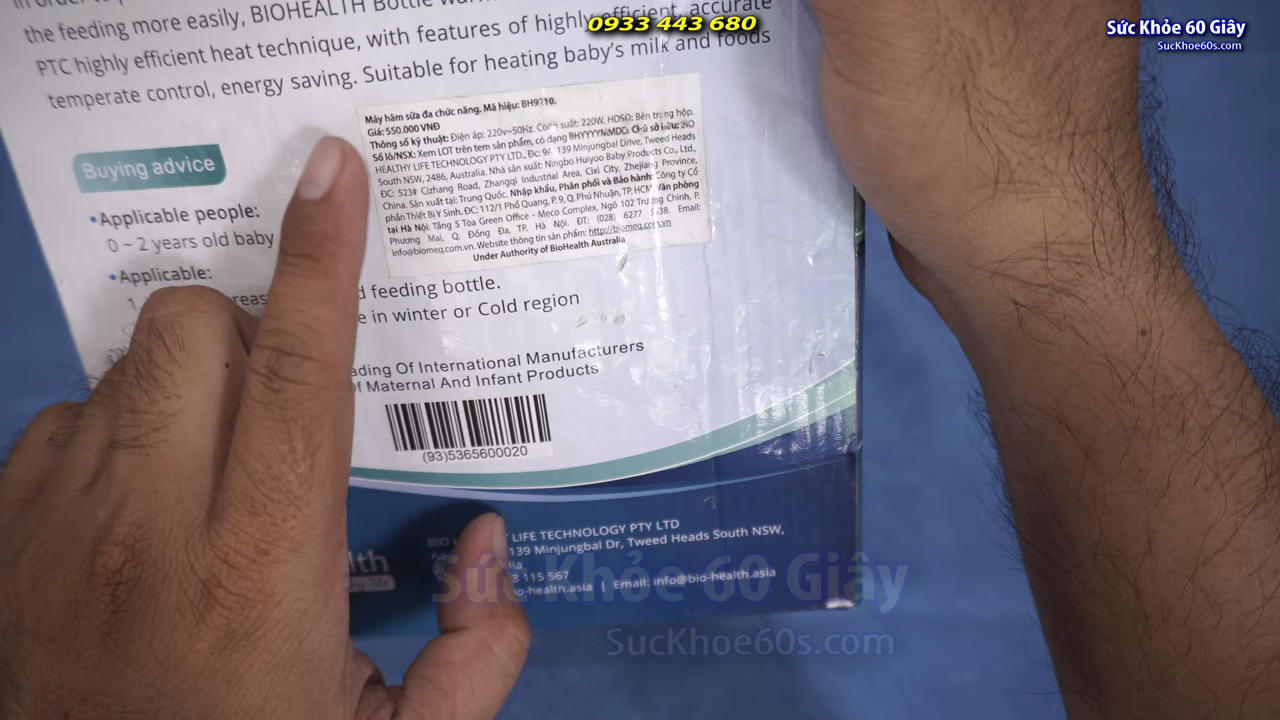 the feeding more easily, BIOHEALTH Bottle
PTC highly efficient heat technique, with features of highly efficient, accurate
temperate control, energy saving. Suitable for heating baby's milk and foods
0933 443 680
Sức Khỏe 60 Giây
SucKhoe60s.com
Máy hâm sữa đa chức năng. Mã hiệu:
Giá: 550.000 VNĐ
Thông số kỹ thuật: Điện áp: 220v~50Hz. Công suất: 220W. HDSD: Bên trong hộp.
Số lô/NSX: Xem LOT trên tem sản phẩm, có dạng BHYYYYNMDD. Chủ sở hữu: BIO
HEALTHY LIFE TECHNOLOGY PTY LTD., Đc: 9A, 139 Minjungbal Drive, Tweed Heads
South NSW, 2486, Australia. Nhà sản xuất: Ningbo Huiyoo Baby Products Co., Ltd.,
ĐC: 523# Cizhang Road, Zhangqi Industrial Area, Cixi City, Zhejiang Province,
China. Sản xuất tại: Trung Quốc. Nhập khẩu, Phân phối và Bảo hành: Công ty Cổ
phần Thiết Bị Y Sinh. ĐC: 112/1 Phổ Quang, P. 9, Q. Phú Nhuận, TP. HCM. Văn phòng
tại Hà Nội: Tầng 5 Tòa Green Office - Meco Complex, Ngõ 102 Trường Chinh, P.
Phương Mai, Q. Đống Đa, TP. Hà Nội. ĐT: (028) 6277 Email:
info@biomeq.com.vn. Website thông tin sản phẩm: http://biomeq.com.vn
Under Authority of BioHealth Australia
Buying advice
•Applicable people:
0 ~ 2 years old baby
•Applicable:
feeding bottle.
in winter or Cold region
Of International Manufacturers
Of Maternal And Infant Products
(93)5365600020
LIFE TECHNOLOGY PTY LTD
139 Minjungbal Dr, Tweed Heads South NSW,
115 567
| Email: info@bio-health.asia
Sức Khỏe 60 Giây
SucKhoe60s.com